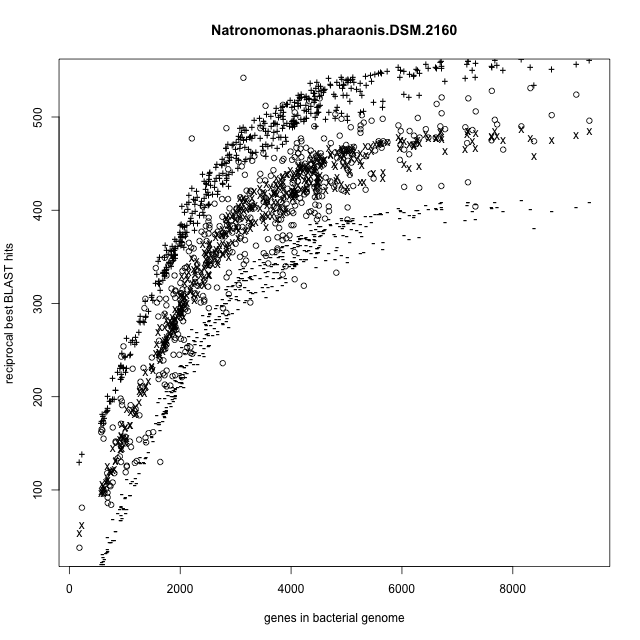 Natronomonas.pharaonis.DSM.2160
reciprocal best BLAST hits
500
400
300
200
100
0 2000 4000 6000 8000
genes in bacterial genome